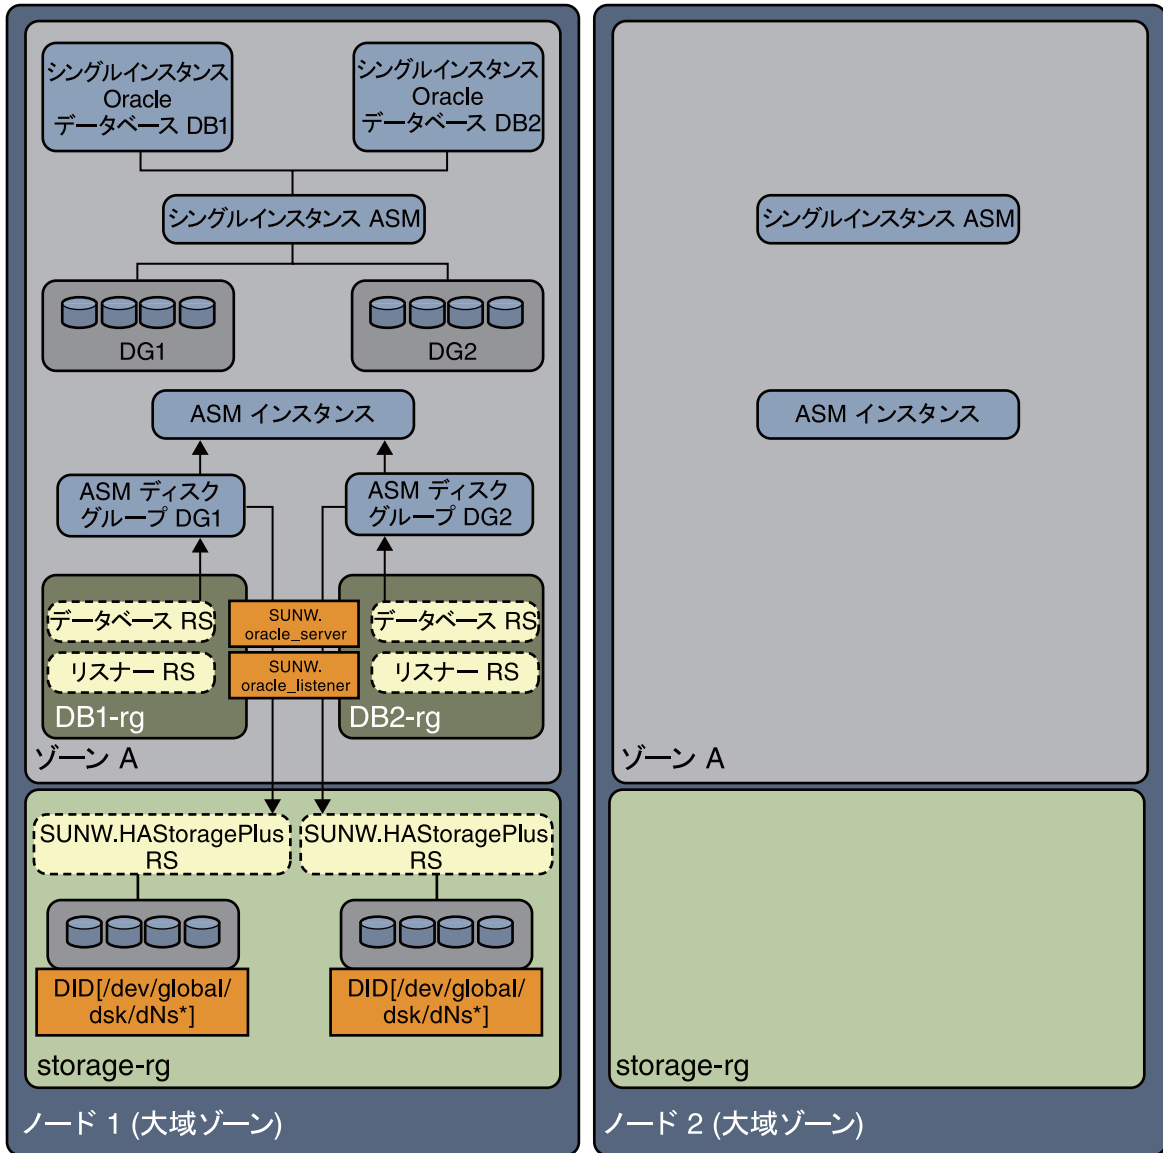 シングルインスタンス
Oracle
データベース DB1
シングルインスタンス
Oracle
データベース DB2
シングルインスタンス ASM
DG1
DG2
ASM インスタンス
ASM ディスク
グループ DG1
ASM ディスク
グループ DG2
データベース RS
リスナー RS
DB1-rg
SUNW.
oracle_server
SUNW.
oracle_listener
データベース RS
リスナー RS
DB2-rg
ゾーン A
SUNW.HAStoragePlus
RS
SUNW.HAStoragePlus
RS
DID[/dev/global/
dsk/dNs*]
DID[/dev/global/
dsk/dNs*]
storage-rg
ノード 1 (大域ゾーン)
シングルインスタンス ASM
ASM インスタンス
ゾーン A
storage-rg
ノード 2 (大域ゾーン)